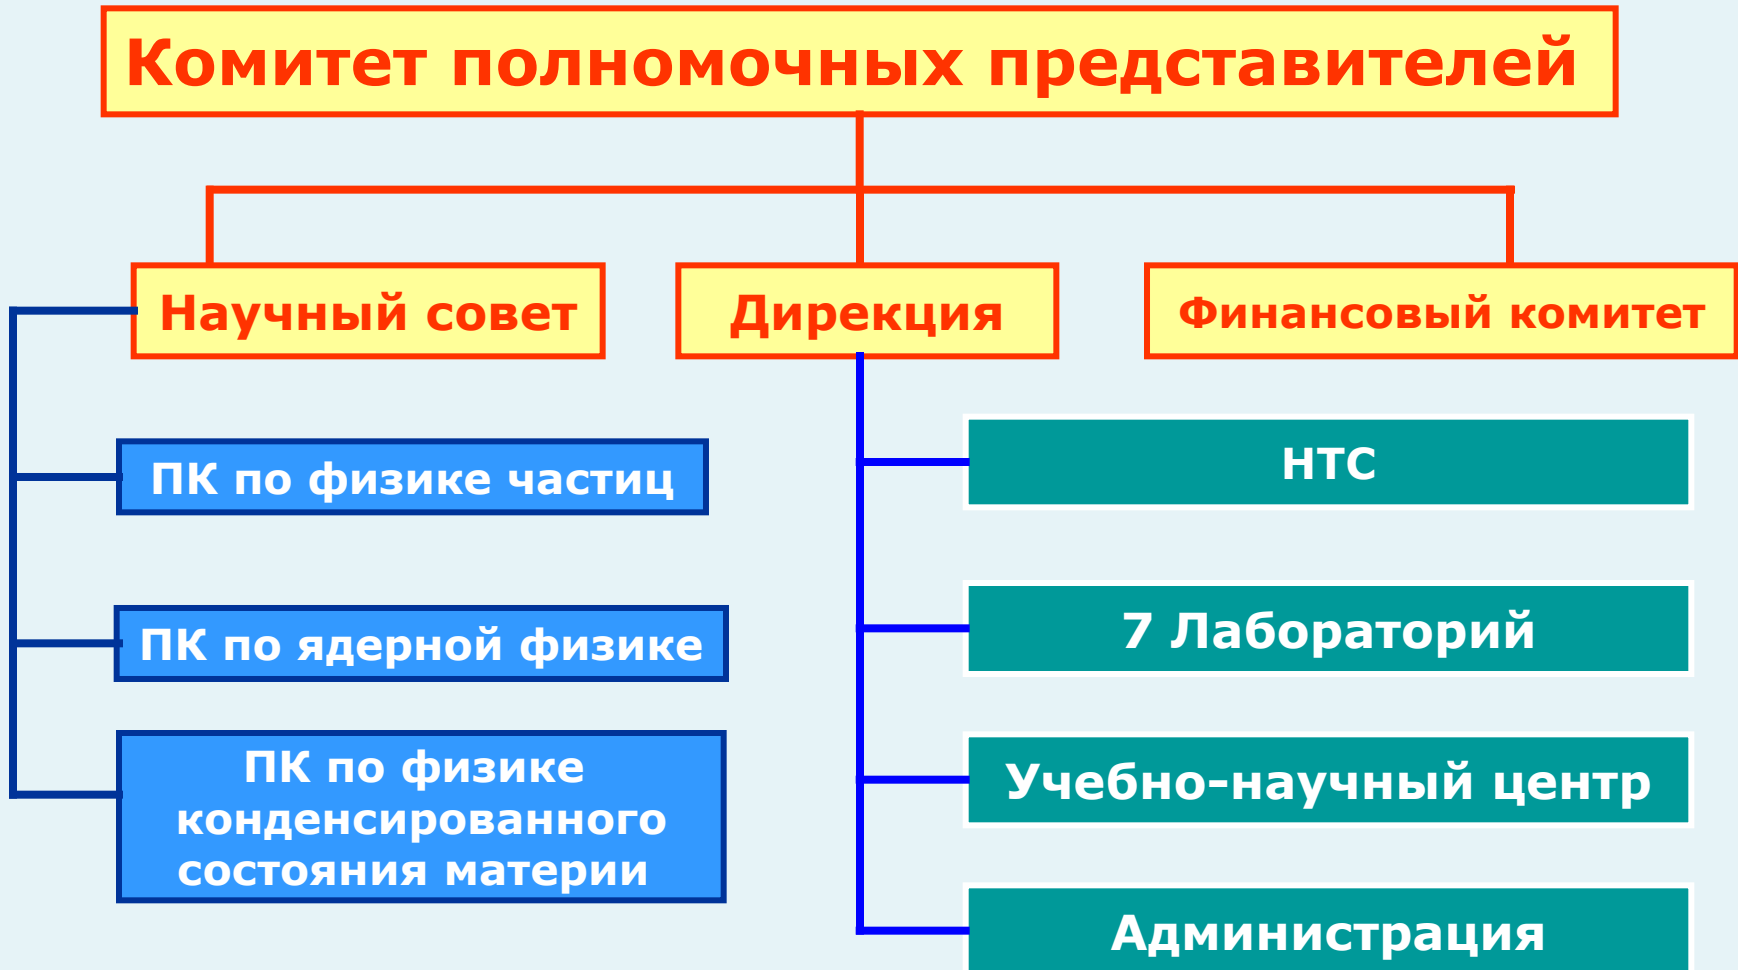 Комитет полномочных представителей
Научный совет
Дирекция
Финансовый комитет
ПК по физике частиц
ПК по ядерной физике
ПК по физике
конденсированного
состояния материи
НТС
7 Лабораторий
Учебно-научный центр
Администрация